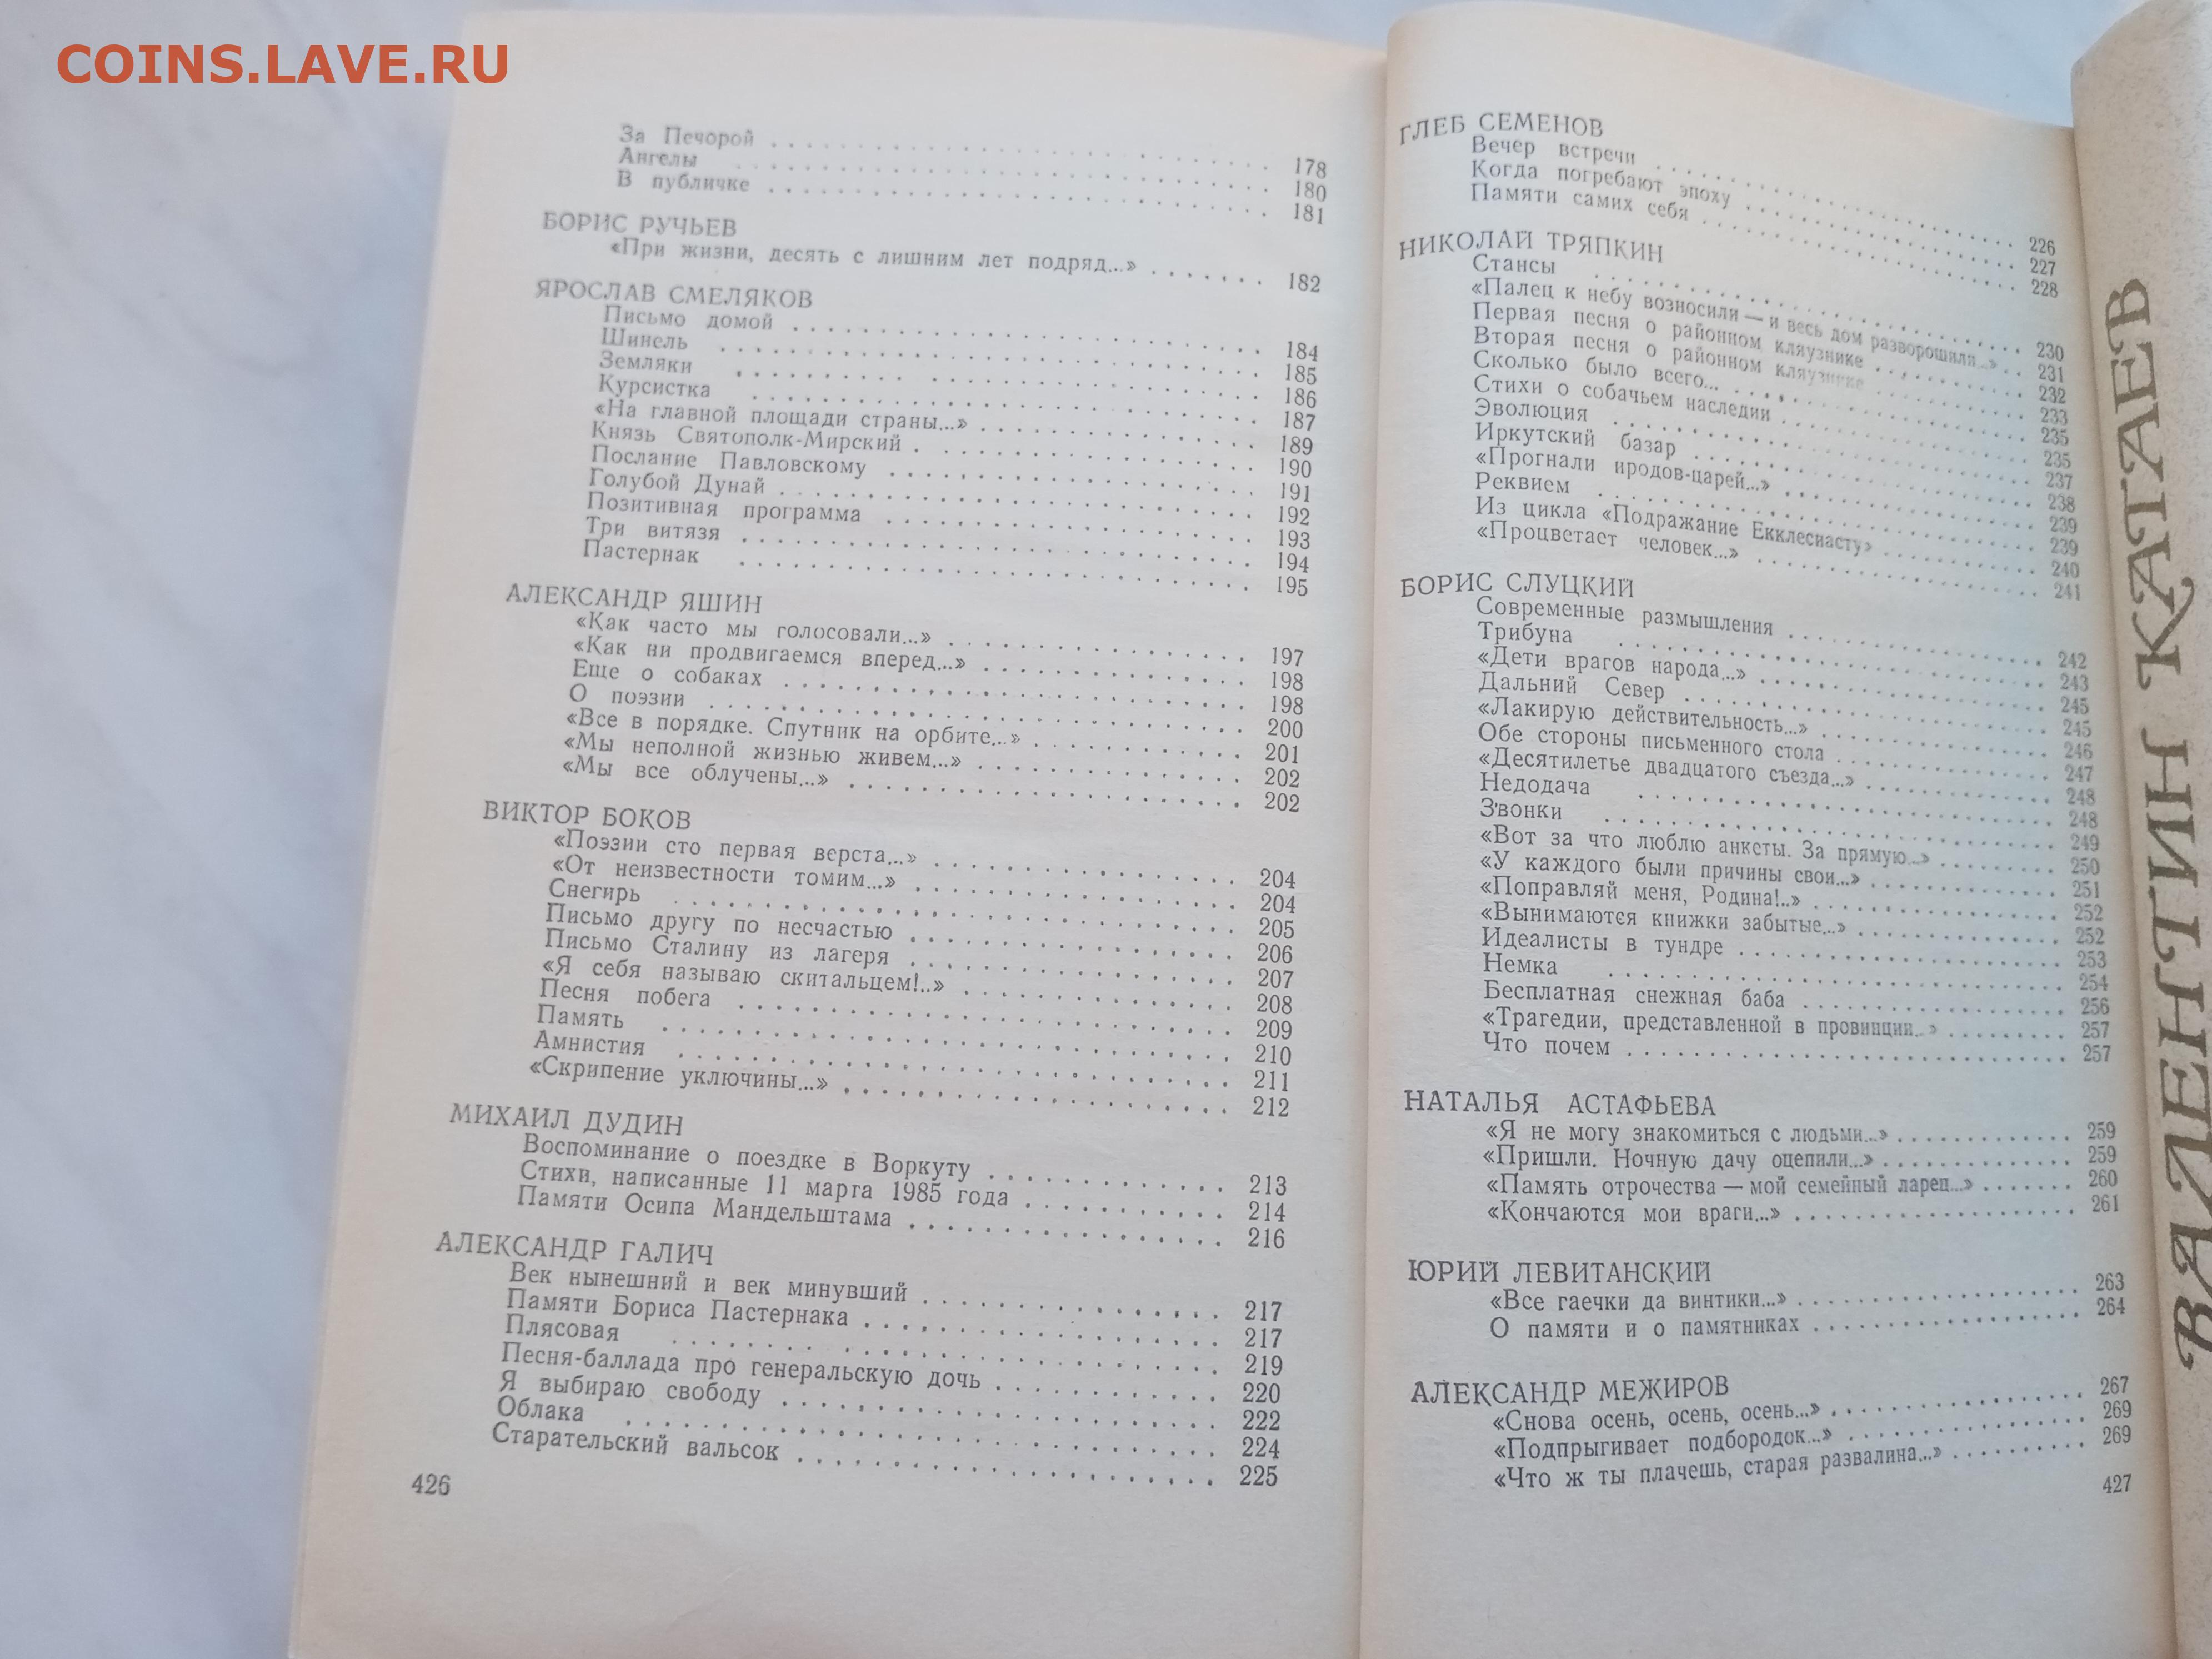 COINS.LAVE.RU
За Печорой 178
Ангелы 180
В публичке 181
БОРИС РУЧЬЕВ
«При жизни, десять с лишним лет подряд...» 182
ЯРОСЛАВ СМЕЛЯКОВ
Письмо домой 184
Шинель 185
Земляки 186
Курсистка 187
«На главной площади страны...» 189
Князь Святополк-Мирский 190
Послание Павловскому 191
Голубой Дунай 192
Позитивная программа 193
Три витязя 194
Пастернак 195
АЛЕКСАНДР ЯШИН
«Как часто мы голосовали...» 197
«Как ни продвигаемся вперед...» 198
Еще о собаках 198
О поэзии 200
«Все в порядке. Спутник на орбите...» 201
«Мы неполной жизнью живем...» 202
«Мы все облучены...» 202
ВИКТОР БОКОВ
«Поэзии сто первая верста...» 204
«От неизвестности томим...» 204
Снегирь 205
Письмо другу по несчастью 206
Письмо Сталину из лагеря 207
«Я себя называю скитальцем!..» 208
Песня побега 209
Память 210
Амнистия 211
«Скрипение уключины...» 212
МИХАИЛ ДУДИН
Воспоминание о поездке в Воркуту 213
Стихи, написанные 11 марта 1985 года 214
Памяти Осипа Мандельштама 216
АЛЕКСАНДР ГАЛИЧ
Век нынешний и век минувший 217
Памяти Бориса Пастернака 217
Плясовая 219
Песня-баллада про генеральскую дочь 220
Я выбираю свободу 222
Облака 224
Старательский вальсок 225
426
ГЛЕБ СЕМЕНОВ
Вечер встречи 226
Когда погребают эпоху 227
Памяти самих себя 228
НИКОЛАЙ ТРЯПКИН
Стансы 230
«Палец к небу возносили — и весь дом разворошили...» 231
Первая песня о районном кляузнике 232
Вторая песня о районном кляузнике 233
Сколько было всего... 235
Стихи о собачьем наследии 235
Эволюция 237
Иркутский базар 238
«Прогнали иродов-царей...» 239
Реквием 239
Из цикла «Подражание Екклесиасту» 240
«Процветает человек...» 241
БОРИС СЛУЦКИЙ
Современные размышления 242
Трибуна 243
«Дети врагов народа...» 245
Дальний Север 245
«Лакирую действительность...» 246
Обе стороны письменного стола 247
«Десятилетье двадцатого съезда...» 248
Недодача 248
Звонки 249
«Вот за что люблю анкеты. За прямую...» 250
«У каждого были причины свои...» 251
«Поправляй меня, Родина!..» 252
«Вынимаются книжки забытые...» 252
Идеалисты в тундре 253
Немка 254
Бесплатная снежная баба 256
«Трагедии, представленной в провинции...» 257
Что почем 257
НАТАЛЬЯ АСТАФЬЕВА
«Я не могу знакомиться с людьми...» 259
«Пришли. Ночную дачу оцепили...» 259
«Память отрочества — мой семейный ларец...» 260
«Кончаются мои враги...» 261
ЮРИЙ ЛЕВИТАНСКИЙ
«Все гаечки да винтики...» 263
О памяти и о памятниках 264
АЛЕКСАНДР МЕЖИРОВ
«Снова осень, осень, осень...» 267
«Подпрыгивает подбородок...» 269
«Что ж ты плачешь, старая развалина...» 269
427
ВАЛЕНТИН КАТАЕВ